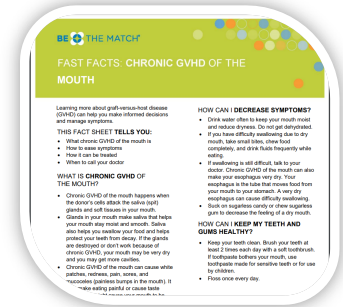 BE THE MATCH®
FAST FACTS: CHRONIC GVHD OF THE
MOUTH
Learning more about graft-versus-host disease
(GVHD) can help you make informed decisions
and manage symptoms.
THIS FACT SHEET TELLS YOU:
• What chronic GVHD of the mouth is
• How to ease symptoms
• How it can be treated
• When to call your doctor
WHAT IS CHRONIC GVHD OF
THE MOUTH?
• Chronic GVHD of the mouth happens when
the donor's cells attack the saliva (spit)
glands and soft tissues in your mouth.
• Glands in your mouth make saliva that helps
your mouth stay moist and smooth. Saliva
also helps you swallow your food and helps
protect your teeth from decay. If the glands
are destroyed or don't work because of
chronic GVHD, your mouth may be very dry
and you may get more cavities.
• Chronic GVHD of the mouth can cause white
patches, redness, pain, sores, and
mucoceles (painless bumps in the mouth). It
make eating painful or cause taste
HOW CAN I DECREASE SYMPTOMS?
• Drink water often to keep your mouth moist
and reduce dryness. Do not get dehydrated.
• If you have difficulty swallowing due to dry
mouth, take small bites, chew food
completely, and drink fluids frequently while
eating.
• If swallowing is still difficult, talk to your
doctor. Chronic GVHD of the mouth can also
make your esophagus very dry. Your
esophagus is the tube that moves food from
your mouth to your stomach. A very dry
esophagus can cause difficulty swallowing.
• Suck on sugarless candy or chew sugarless
gum to decrease the feeling of a dry mouth.
HOW CAN I KEEP MY TEETH AND
GUMS HEALTHY?
• Keep your teeth clean. Brush your teeth at
least 2 times each day with a soft toothbrush.
If toothpaste bothers your mouth, use
toothpaste made for sensitive teeth or for use
by children.
• Floss once every day.